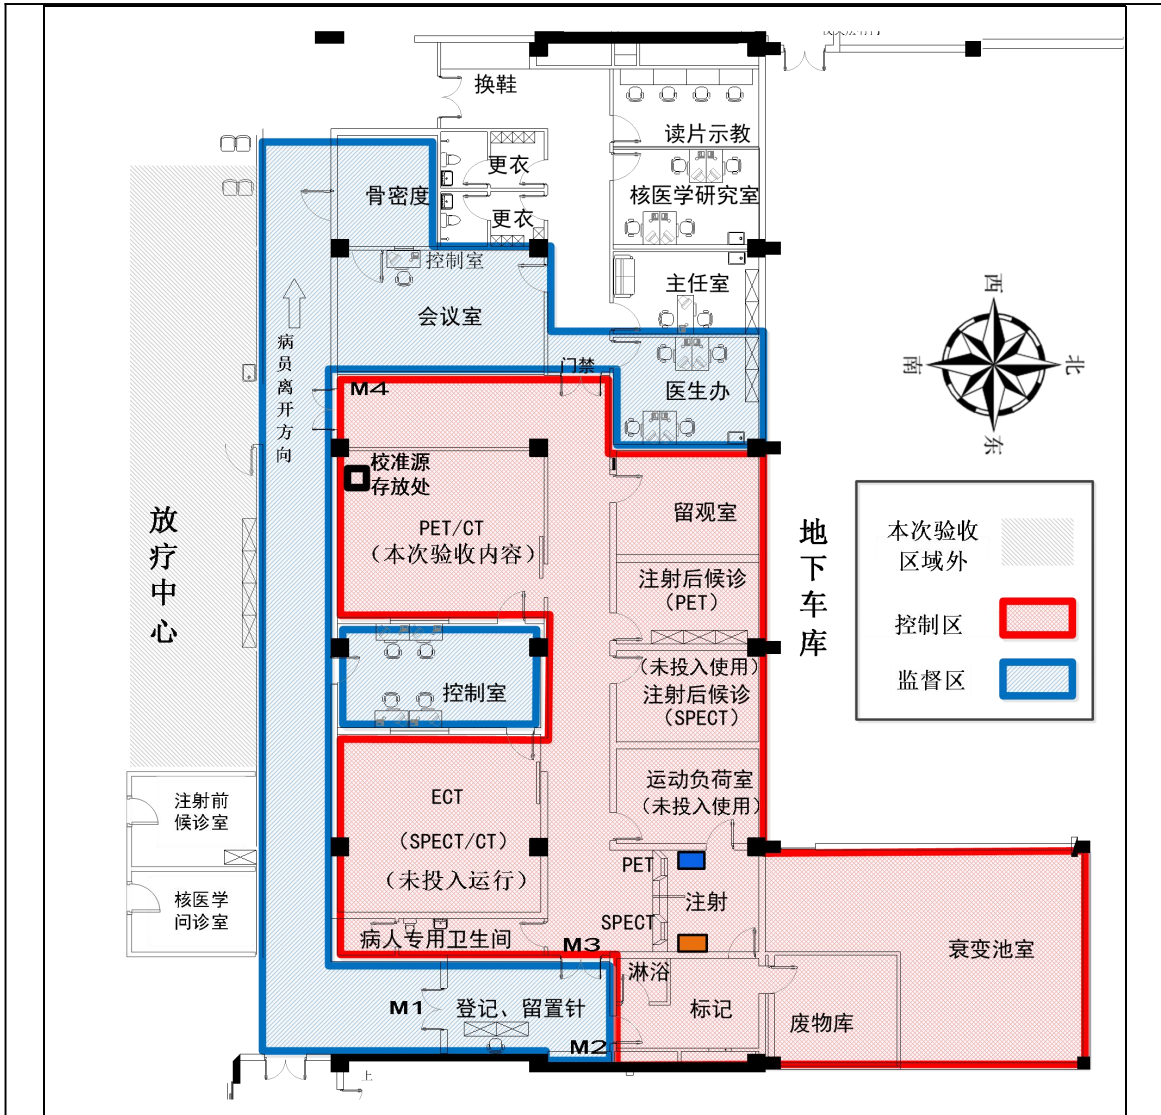 换鞋
读片示教
更衣
骨密度
核医学研究室
更衣
控制室
主任室
会议室
病员离开方向
门禁
医生办
M4
西
南
北
东
校准源
存放处
PET/CT
(本次验收内容)
留观室
注射后候诊
(PET)
放疗中心
地下车库
本次验收
区域外
控制区
监督区
(未投入使用)
注射后候诊
(SPECT)
控制室
运动负荷室
(未投入使用)
ECT
(SPECT/CT)
(未投入运行)
注射前
候诊室
核医学
问诊室
PET
注射
SPECT
病人专用卫生间
M3
淋浴
衰变池室
M1
登记、留置针
标记
废物库
M2
上